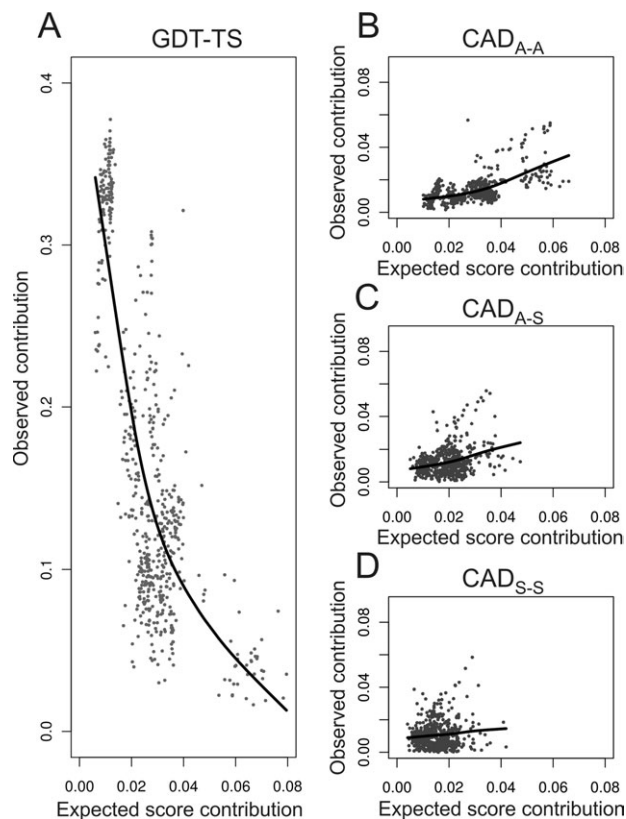 A
GDT-TS
0.4
0.3
0.2
0.1
0.0
Observed contribution
0.00 0.02 0.04 0.06 0.08
Expected score contribution
B
CAD A-A
0.08
0.04
0.00
Observed contribution
0.00 0.02 0.04 0.06 0.08
Expected score contribution
C
CAD A-S
0.08
0.04
0.00
Observed contribution
0.00 0.02 0.04 0.06 0.08
Expected score contribution
D
CAD S-S
0.08
0.04
0.00
Observed contribution
0.00 0.02 0.04 0.06 0.08
Expected score contribution